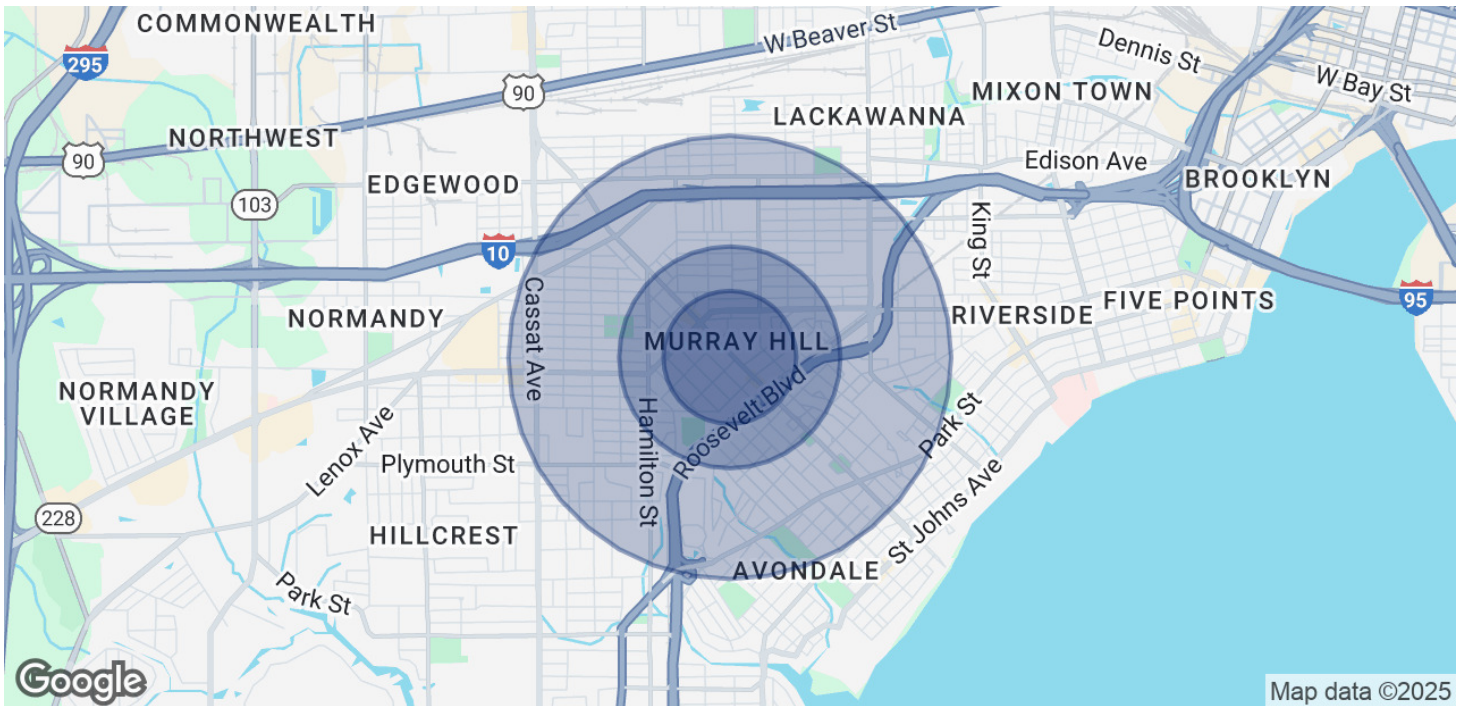 COMMONWEALTH
W Beaver St
Dennis St
295
90
W Bay St
MIXON TOWN
LACKAWANNA
NORTHWEST
90
Edison Ave
EDGEWOOD
BROOKLYN
103
King St
10
Cassat Ave
RIVERSIDE
FIVE POINTS
95
NORMANDY
MURRAY HILL
NORMANDY
VILLAGE
Hamilton St
Roosevelt Blvd
Park St
Lenox Ave
Plymouth St
St Johns Ave
228
HILLCREST
AVONDALE
Park St
Google
Map data ©2025